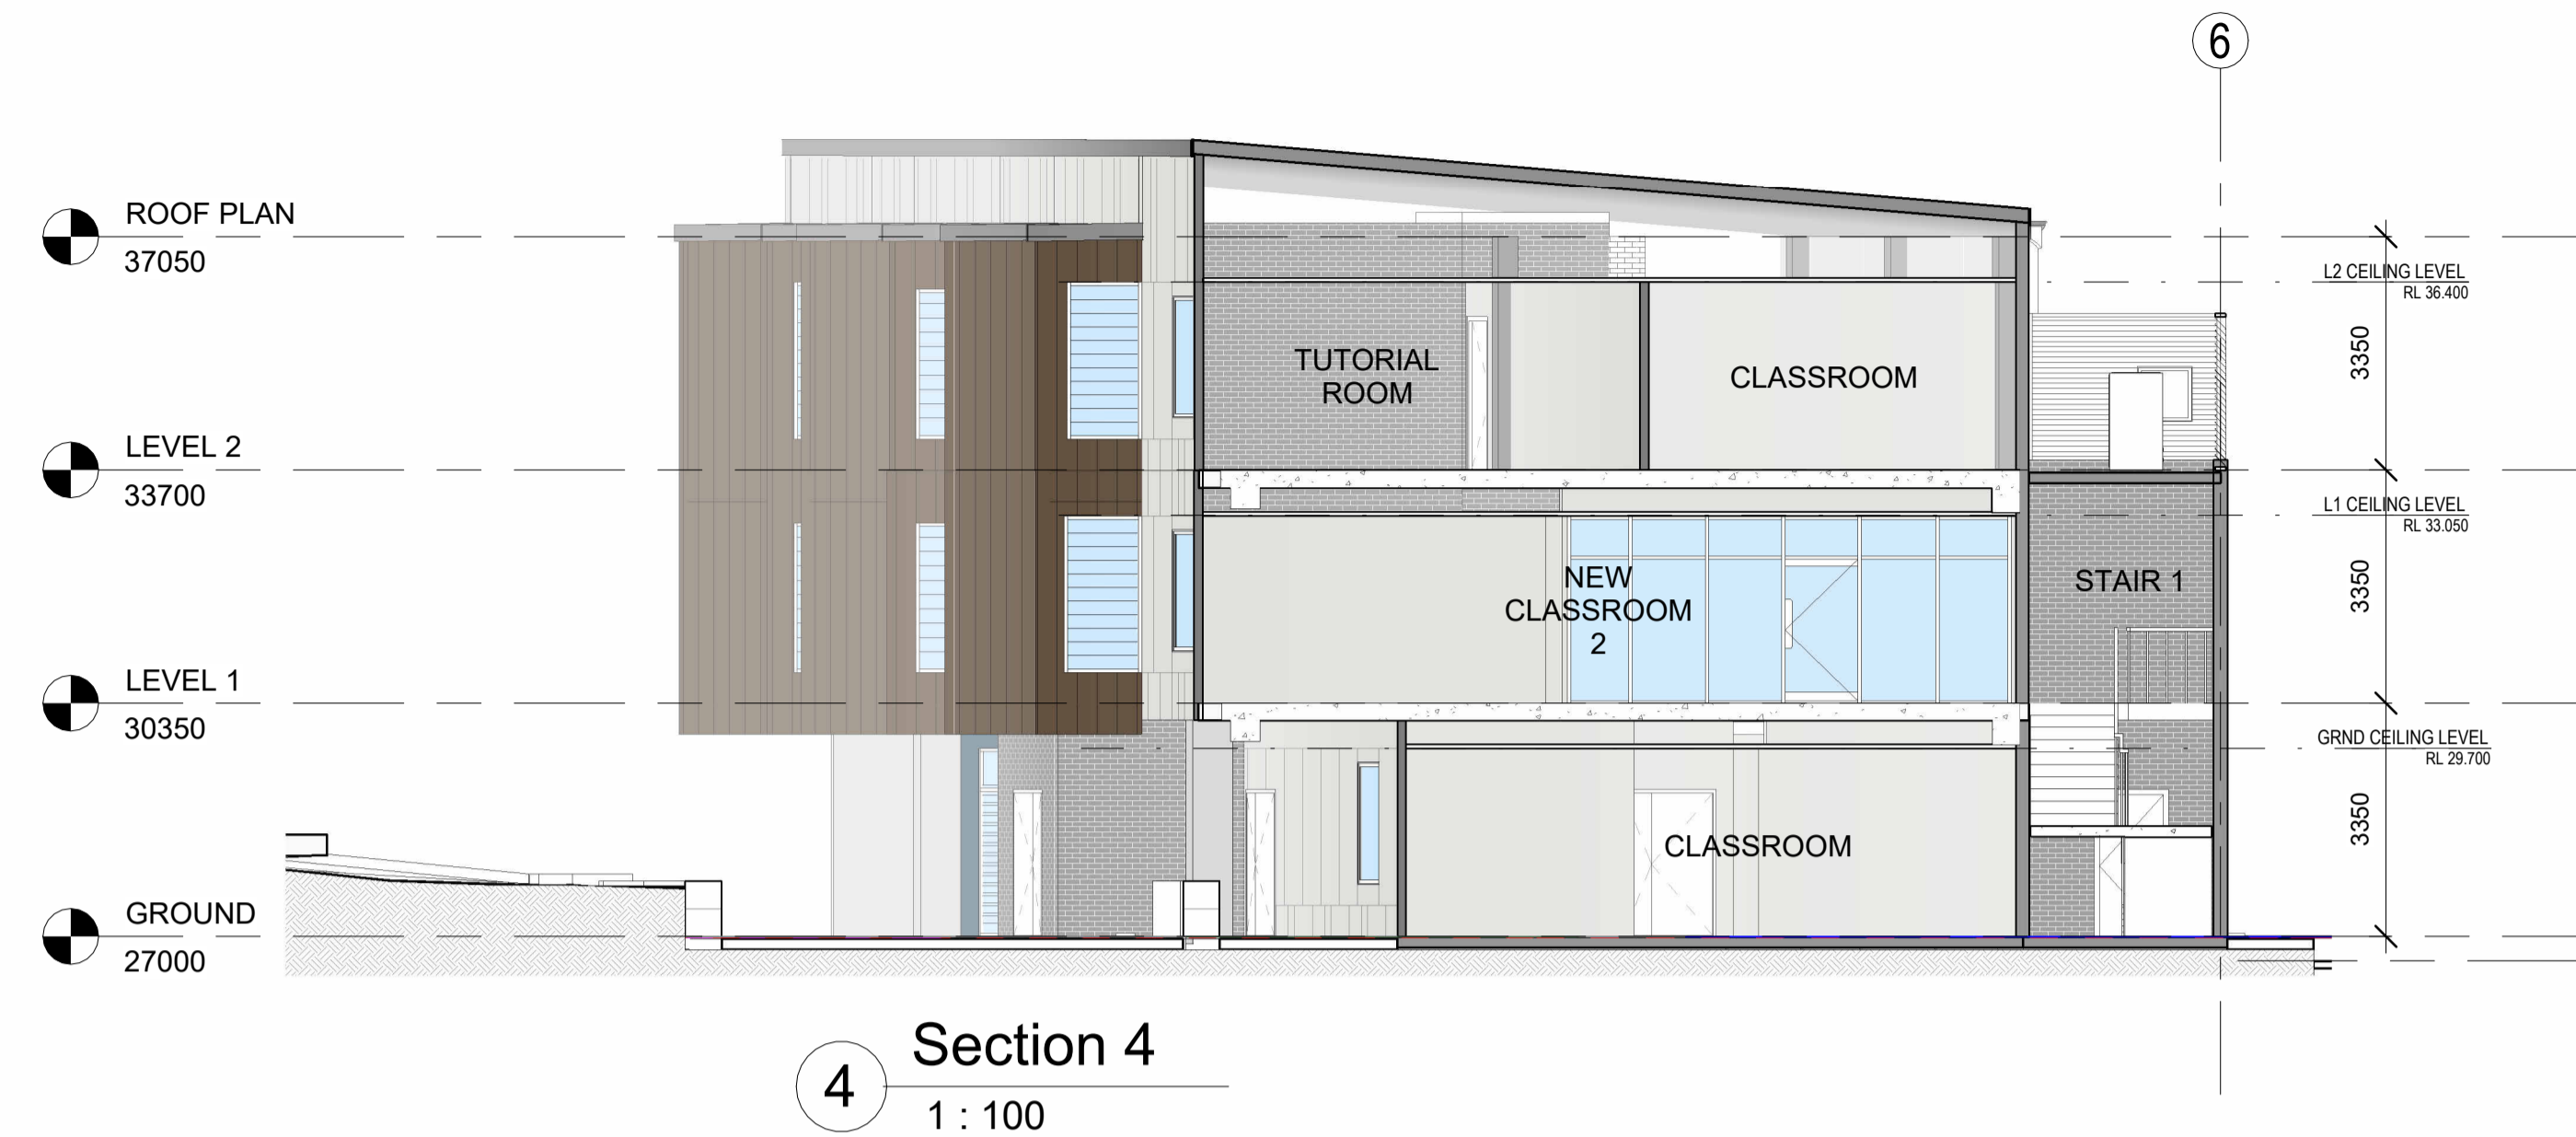 6
ROOF PLAN
37050
L2 CEILING LEVEL
RL 36.400
3350
TUTORIAL
ROOM
CLASSROOM
LEVEL 2
33700
L1 CEILING LEVEL
RL 33.050
3350
NEW
CLASSROOM
2
STAIR 1
LEVEL 1
30350
GRND CEILING LEVEL
RL 29.700
3350
CLASSROOM
GROUND
27000
4
Section 4
1 : 100